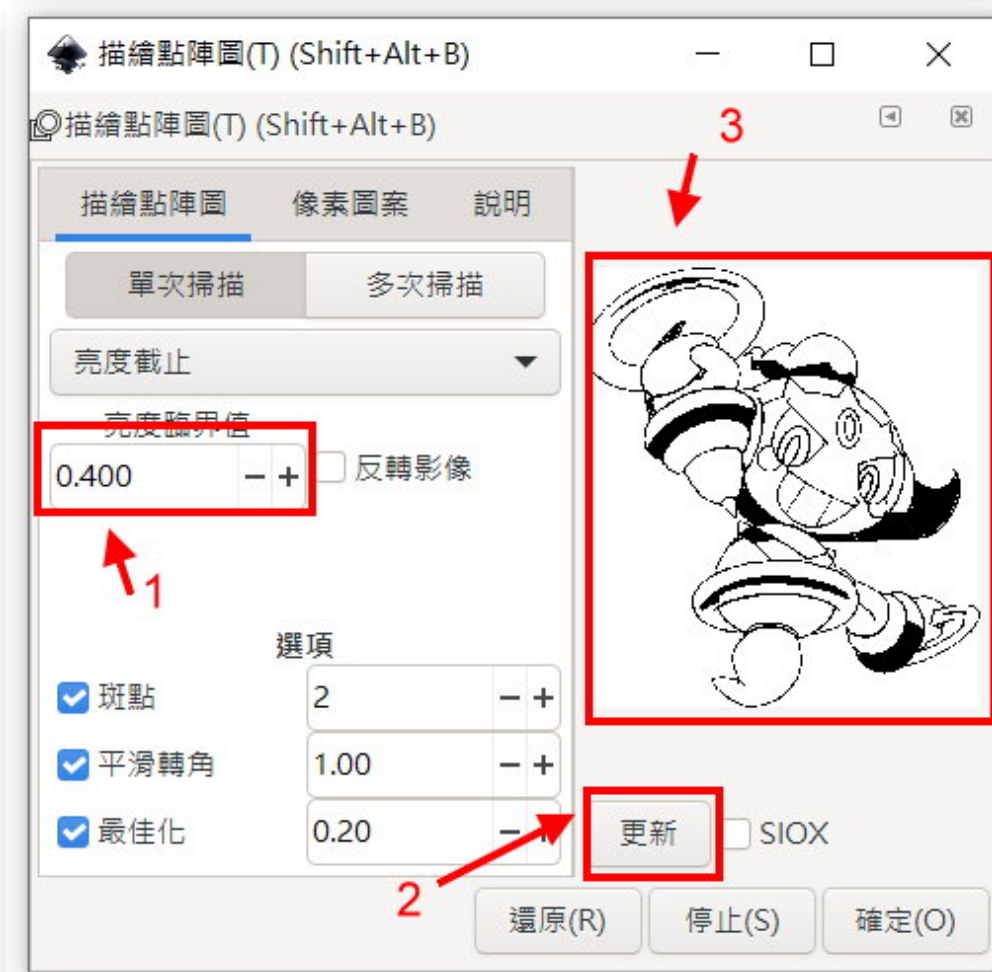 描繪點陣圖(T) (Shift+Alt+B)
描繪點陣圖(T) (Shift+Alt+B)
3
描繪點陣圖 像素圖案 說明
單次掃描 多次掃描
亮度截止
亮度臨界值
0.400 反轉影像
1
選項
斑點 2
平滑轉角 1.00
最佳化 0.20
更新 SIOX
2
還原(R) 停止(S) 確定(O)